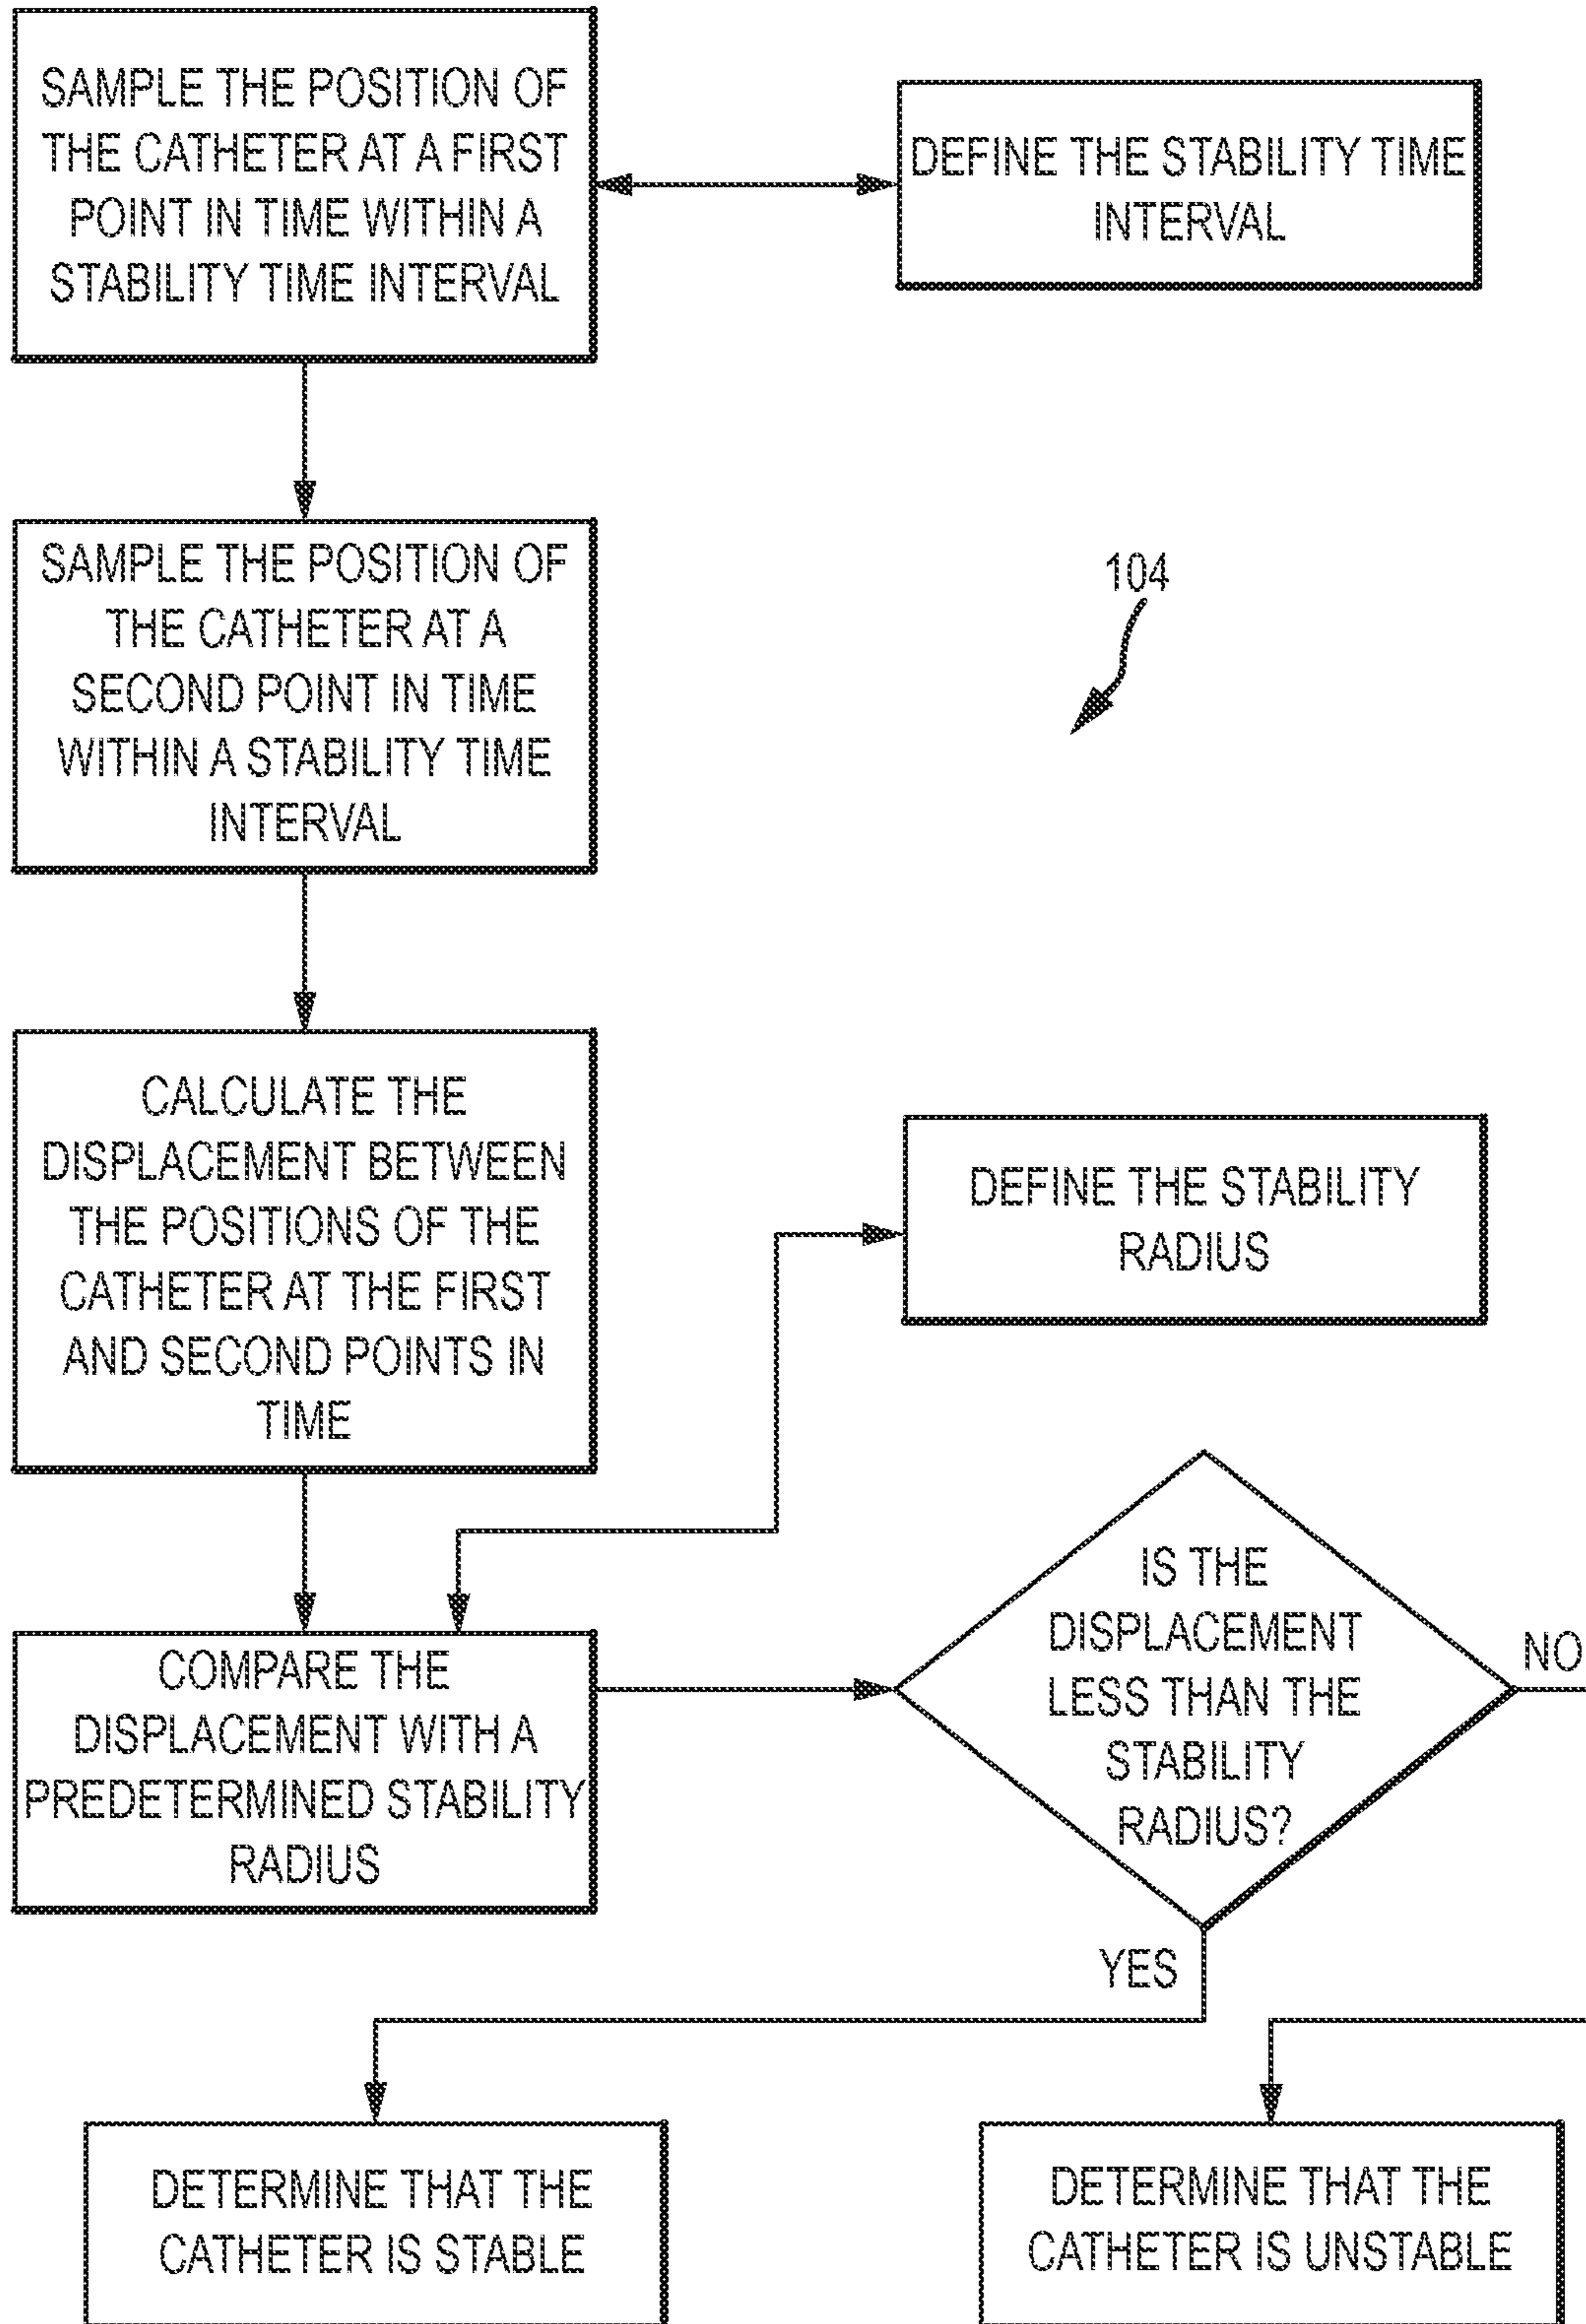 SAMPLE THE POSITION OF
THE CATHETER AT A FIRST
POINT IN TIME WITHIN A
STABILITY TIME INTERVAL
DEFINE THE STABILITY TIME
INTERVAL
SAMPLE THE POSITION OF
THE CATHETER AT A
SECOND POINT IN TIME
WITHIN A STABILITY TIME
INTERVAL
104
CALCULATE THE
DISPLACEMENT BETWEEN
THE POSITIONS OF THE
CATHETER AT THE FIRST
AND SECOND POINTS IN
TIME
DEFINE THE STABILITY
RADIUS
COMPARE THE
DISPLACEMENT WITH A
PREDETERMINED STABILITY
RADIUS
IS THE
DISPLACEMENT
LESS THAN THE
STABILITY
RADIUS?
NO
YES
DETERMINE THAT THE
CATHETER IS STABLE
DETERMINE THAT THE
CATHETER IS UNSTABLE